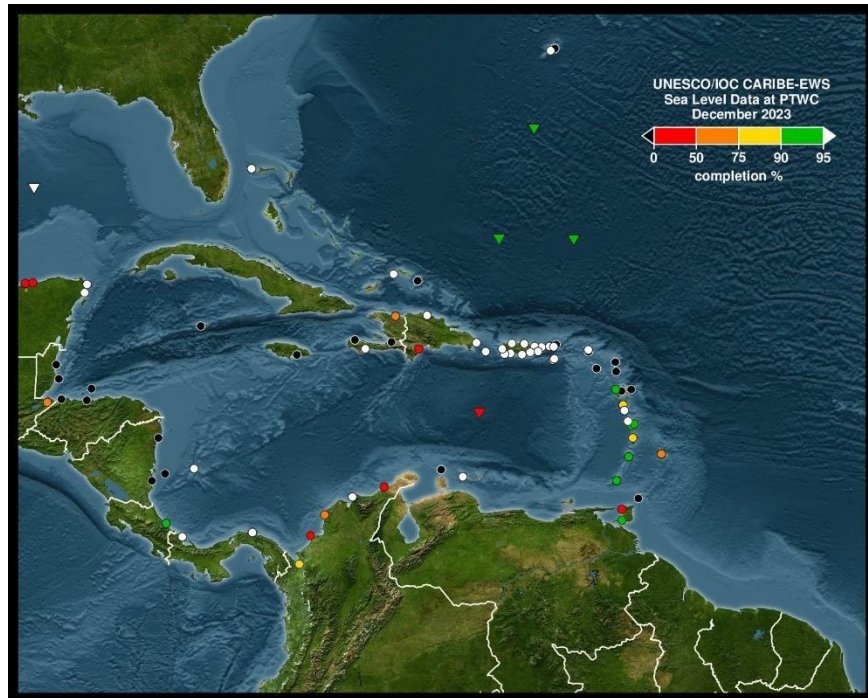 UNESCO/IOC CARIBE-EWS
Sea Level Data at PTWC
December 2023
0 50 75 90 95
completion %